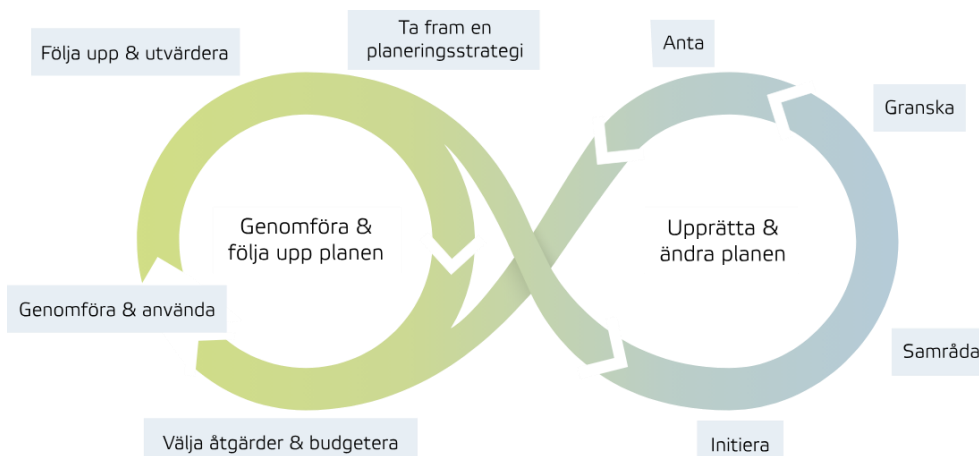 Följa upp & utvärdera
Ta fram en
planeringsstrategi
Anta
Granska
Genomföra &
följa upp planen
Upprätta &
ändra planen
Genomföra & använda
Samråda
Välja åtgärder & budgetera
Initiera